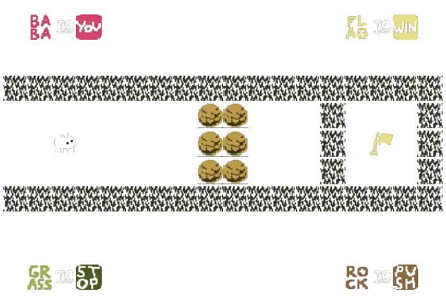 BABA IS YOU
FLAG IS WIN
GRASS IS STOP
ROCK IS PUSH